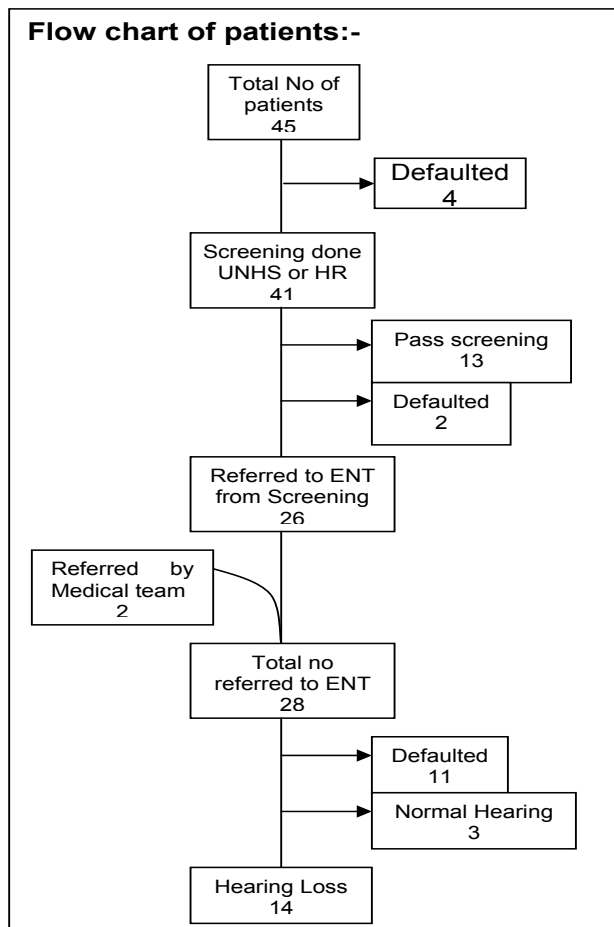 Flow chart of patients:-
Total No of
patients
45
Defaulted
4
Screening done
UNHS or HR
41
Pass screening
13
Defaulted
2
Referred to ENT
from Screening
26
Referred by
Medical team
2
Total no
referred to ENT
28
Defaulted
11
Normal Hearing
3
Hearing Loss
14